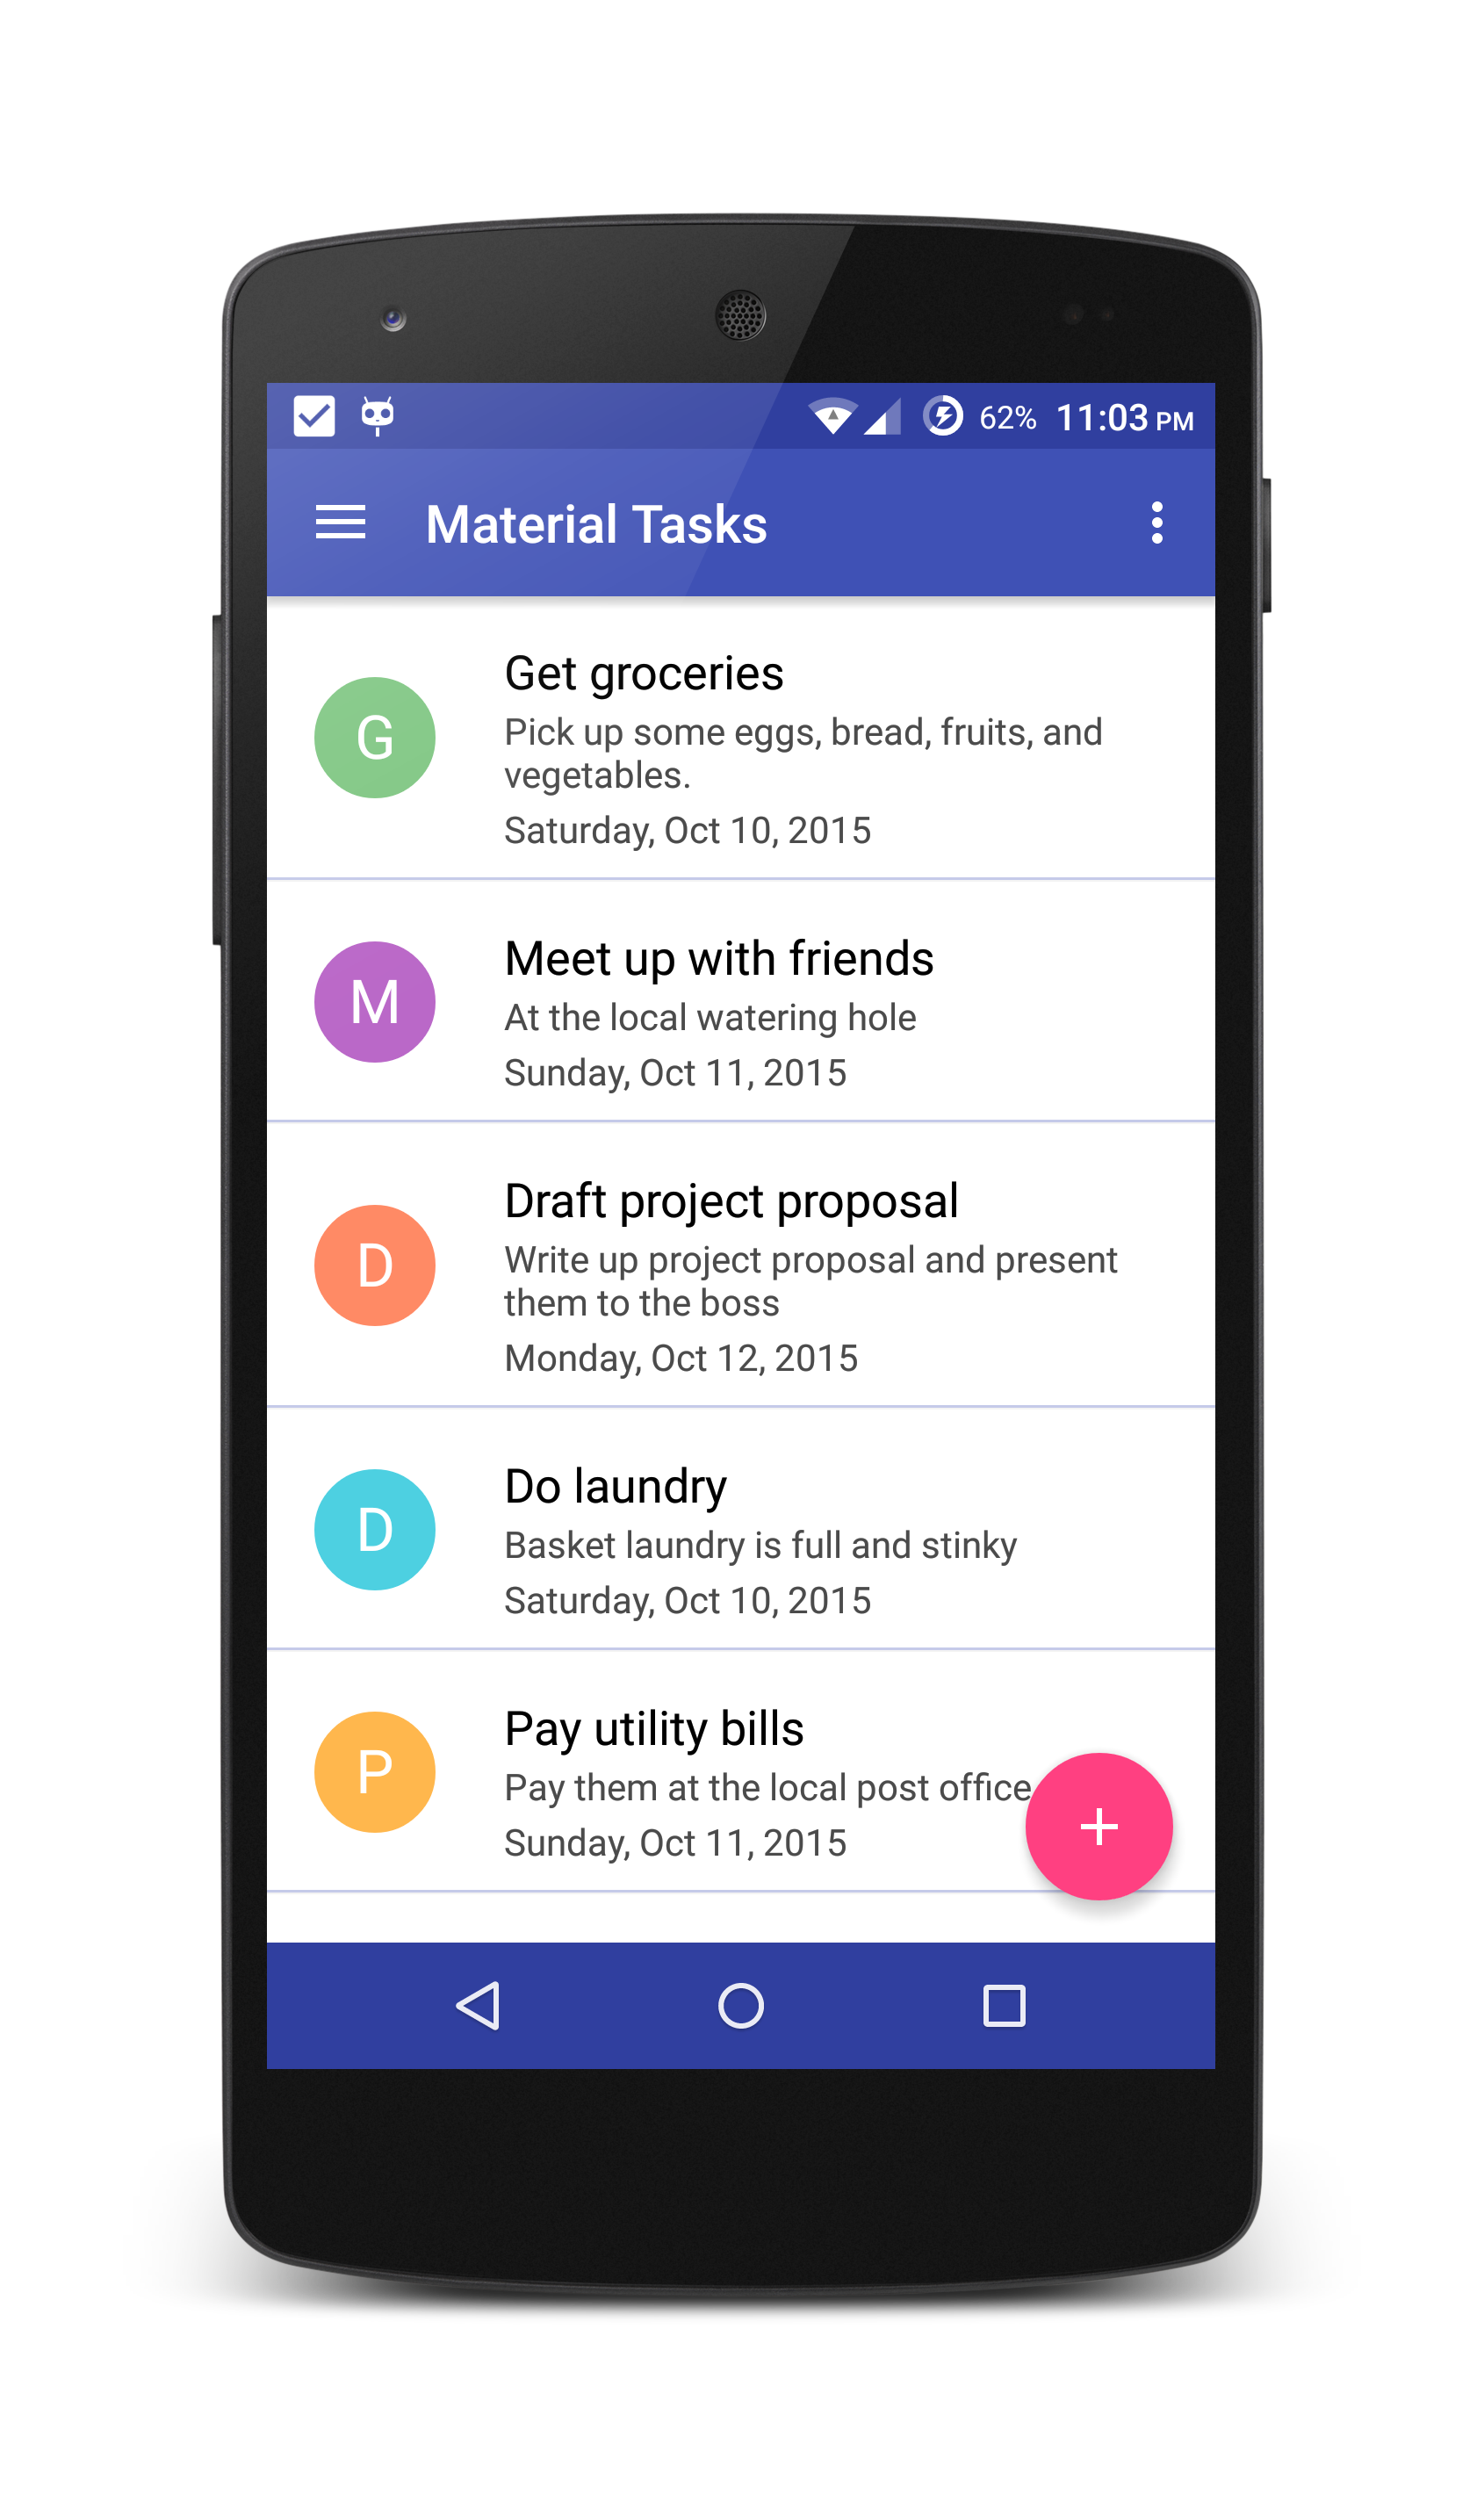 62% 11:03 PM
Material Tasks
G
Get groceries
Pick up some eggs, bread, fruits, and
vegetables.
Saturday, Oct 10, 2015
M
Meet up with friends
At the local watering hole
Sunday, Oct 11, 2015
D
Draft project proposal
Write up project proposal and present
them to the boss
Monday, Oct 12, 2015
D
Do laundry
Basket laundry is full and stinky
Saturday, Oct 10, 2015
P
Pay utility bills
Pay them at the local post office
Sunday, Oct 11, 2015
+